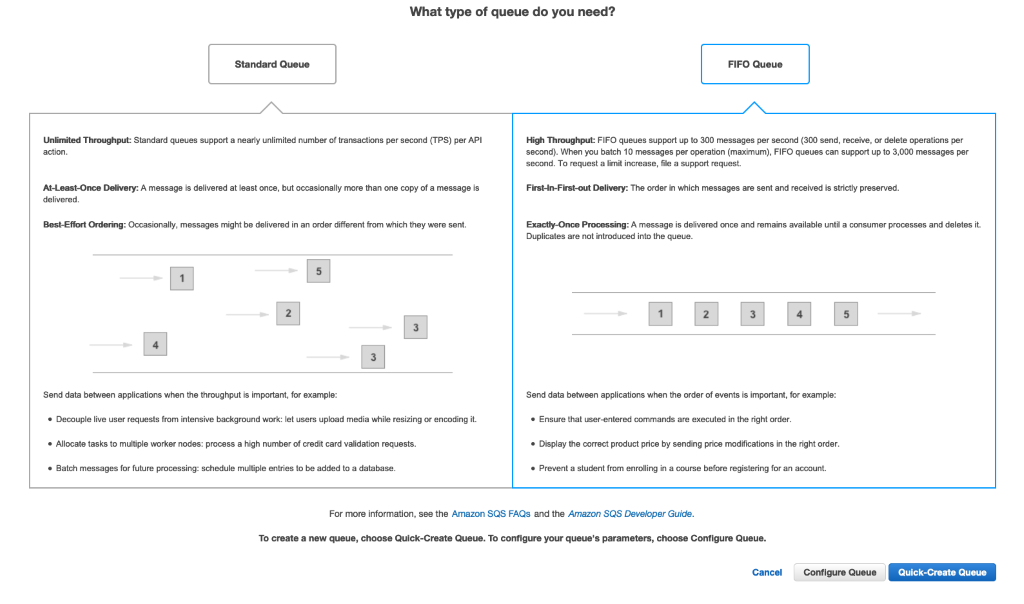 What type of queue do you need?
Standard Queue
FIFO Queue
Unlimited Throughput: Standard queues support a nearly unlimited number of transactions per second (TPS) per API
action.
At-Least-Once Delivery: A message is delivered at least once, but occasionally more than one copy of a message is
delivered.
Best-Effort Ordering: Occasionally, messages might be delivered in an order different from which they were sent.
1
5
2
3
4
3
Send data between applications when the throughput is important, for example:
• Decouple live user requests from intensive background work: let users upload media while resizing or encoding it.
• Allocate tasks to multiple worker nodes: process a high number of credit card validation requests.
• Batch messages for future processing: schedule multiple entries to be added to a database.
High Throughput: FIFO queues support up to 300 messages per second (300 send, receive, or delete operations per
second). When you batch 10 messages per operation (maximum), FIFO queues can support up to 3,000 messages per
second. To request a limit increase, file a support request.
First-In-First-out Delivery: The order in which messages are sent and received is strictly preserved.
Exactly-Once Processing: A message is delivered once and remains available until a consumer processes and deletes it.
Duplicates are not introduced into the queue.
1 2 3 4 5
Send data between applications when the order of events is important, for example:
• Ensure that user-entered commands are executed in the right order.
• Display the correct product price by sending price modifications in the right order.
• Prevent a student from enrolling in a course before registering for an account.
For more information, see the Amazon SQS FAQs and the Amazon SQS Developer Guide.
To create a new queue, choose Quick-Create Queue. To configure your queue's parameters, choose Configure Queue.
Cancel
Configure Queue
Quick-Create Queue